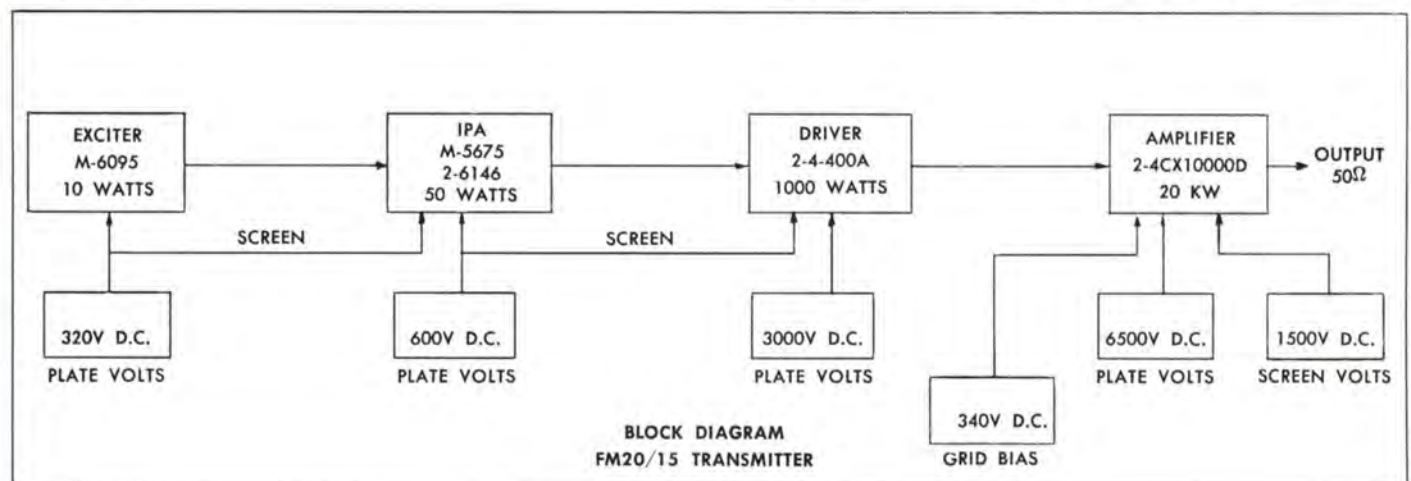 EXCITER
M-6095
10 WATTS
IPA
M-5675
2-6146
50 WATTS
DRIVER
2-4-400A
1000 WATTS
AMPLIFIER
2-4CX10000D
20 KW
OUTPUT
50Ω
SCREEN
SCREEN
320V D.C.
PLATE VOLTS
600V D.C.
PLATE VOLTS
3000V D.C.
PLATE VOLTS
6500V D.C.
PLATE VOLTS
1500V D.C.
SCREEN VOLTS
340V D.C.
GRID BIAS
BLOCK DIAGRAM
FM20/15 TRANSMITTER